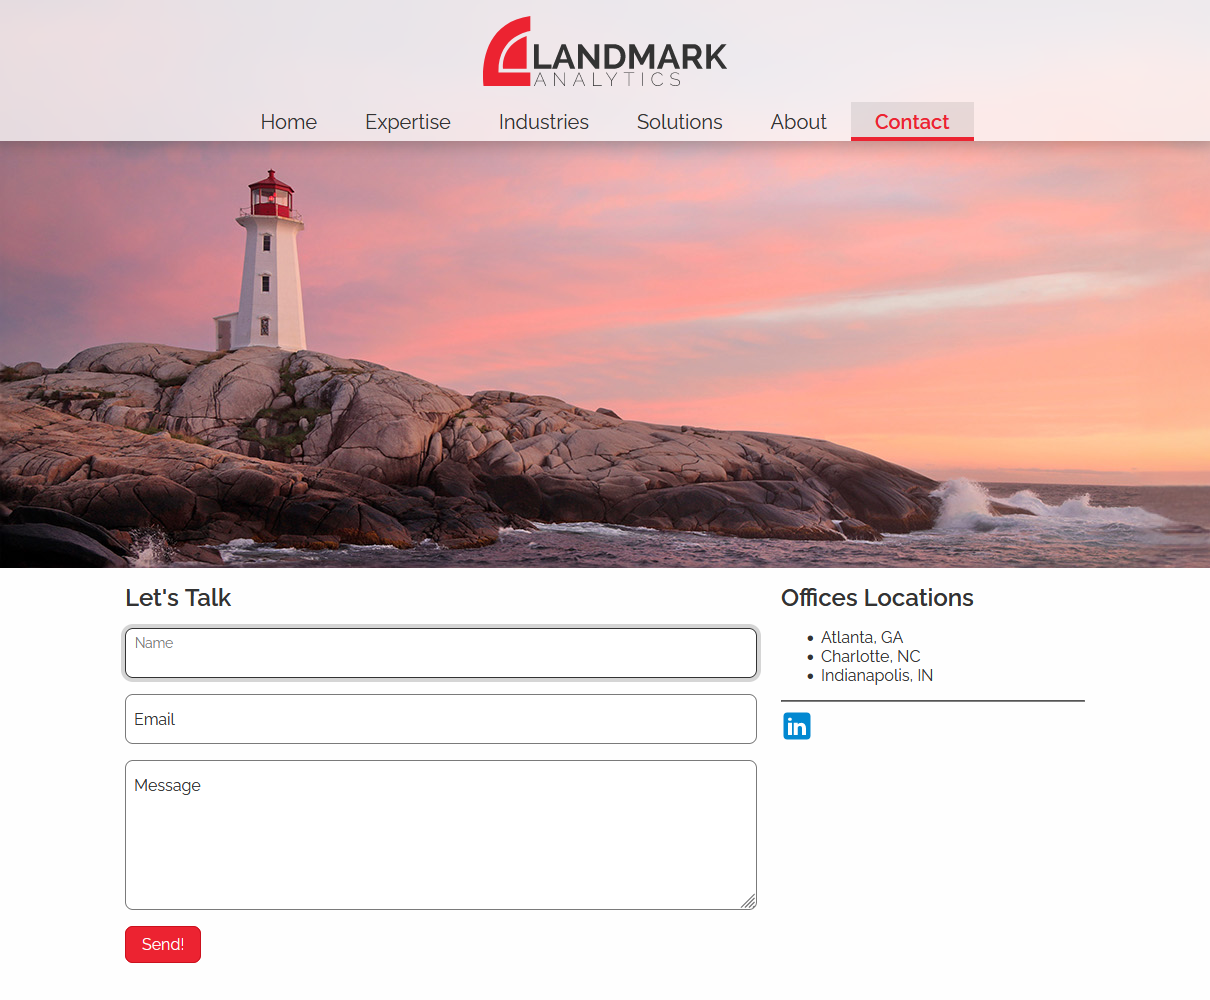 LANDMARK
ANALYTICS
Home Expertise Industries Solutions About Contact
Let's Talk
Name
Email
Message
Send!
Offices Locations
Atlanta, GA
Charlotte, NC
Indianapolis, IN
in